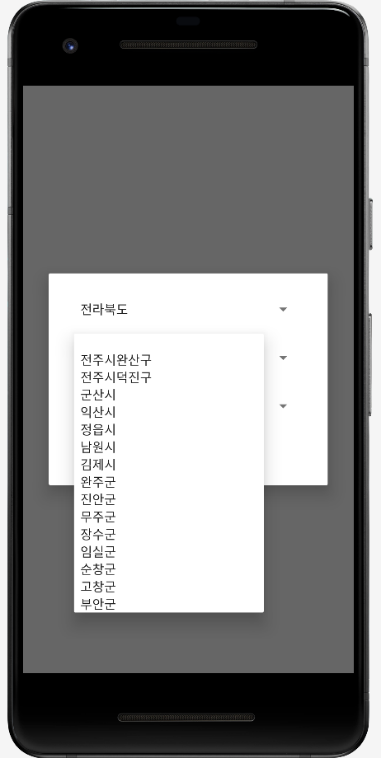 전라북도
전주시완산구
전주시덕진구
군산시
익산시
정읍시
남원시
김제시
완주군
진안군
무주군
장수군
임실군
순창군
고창군
부안군